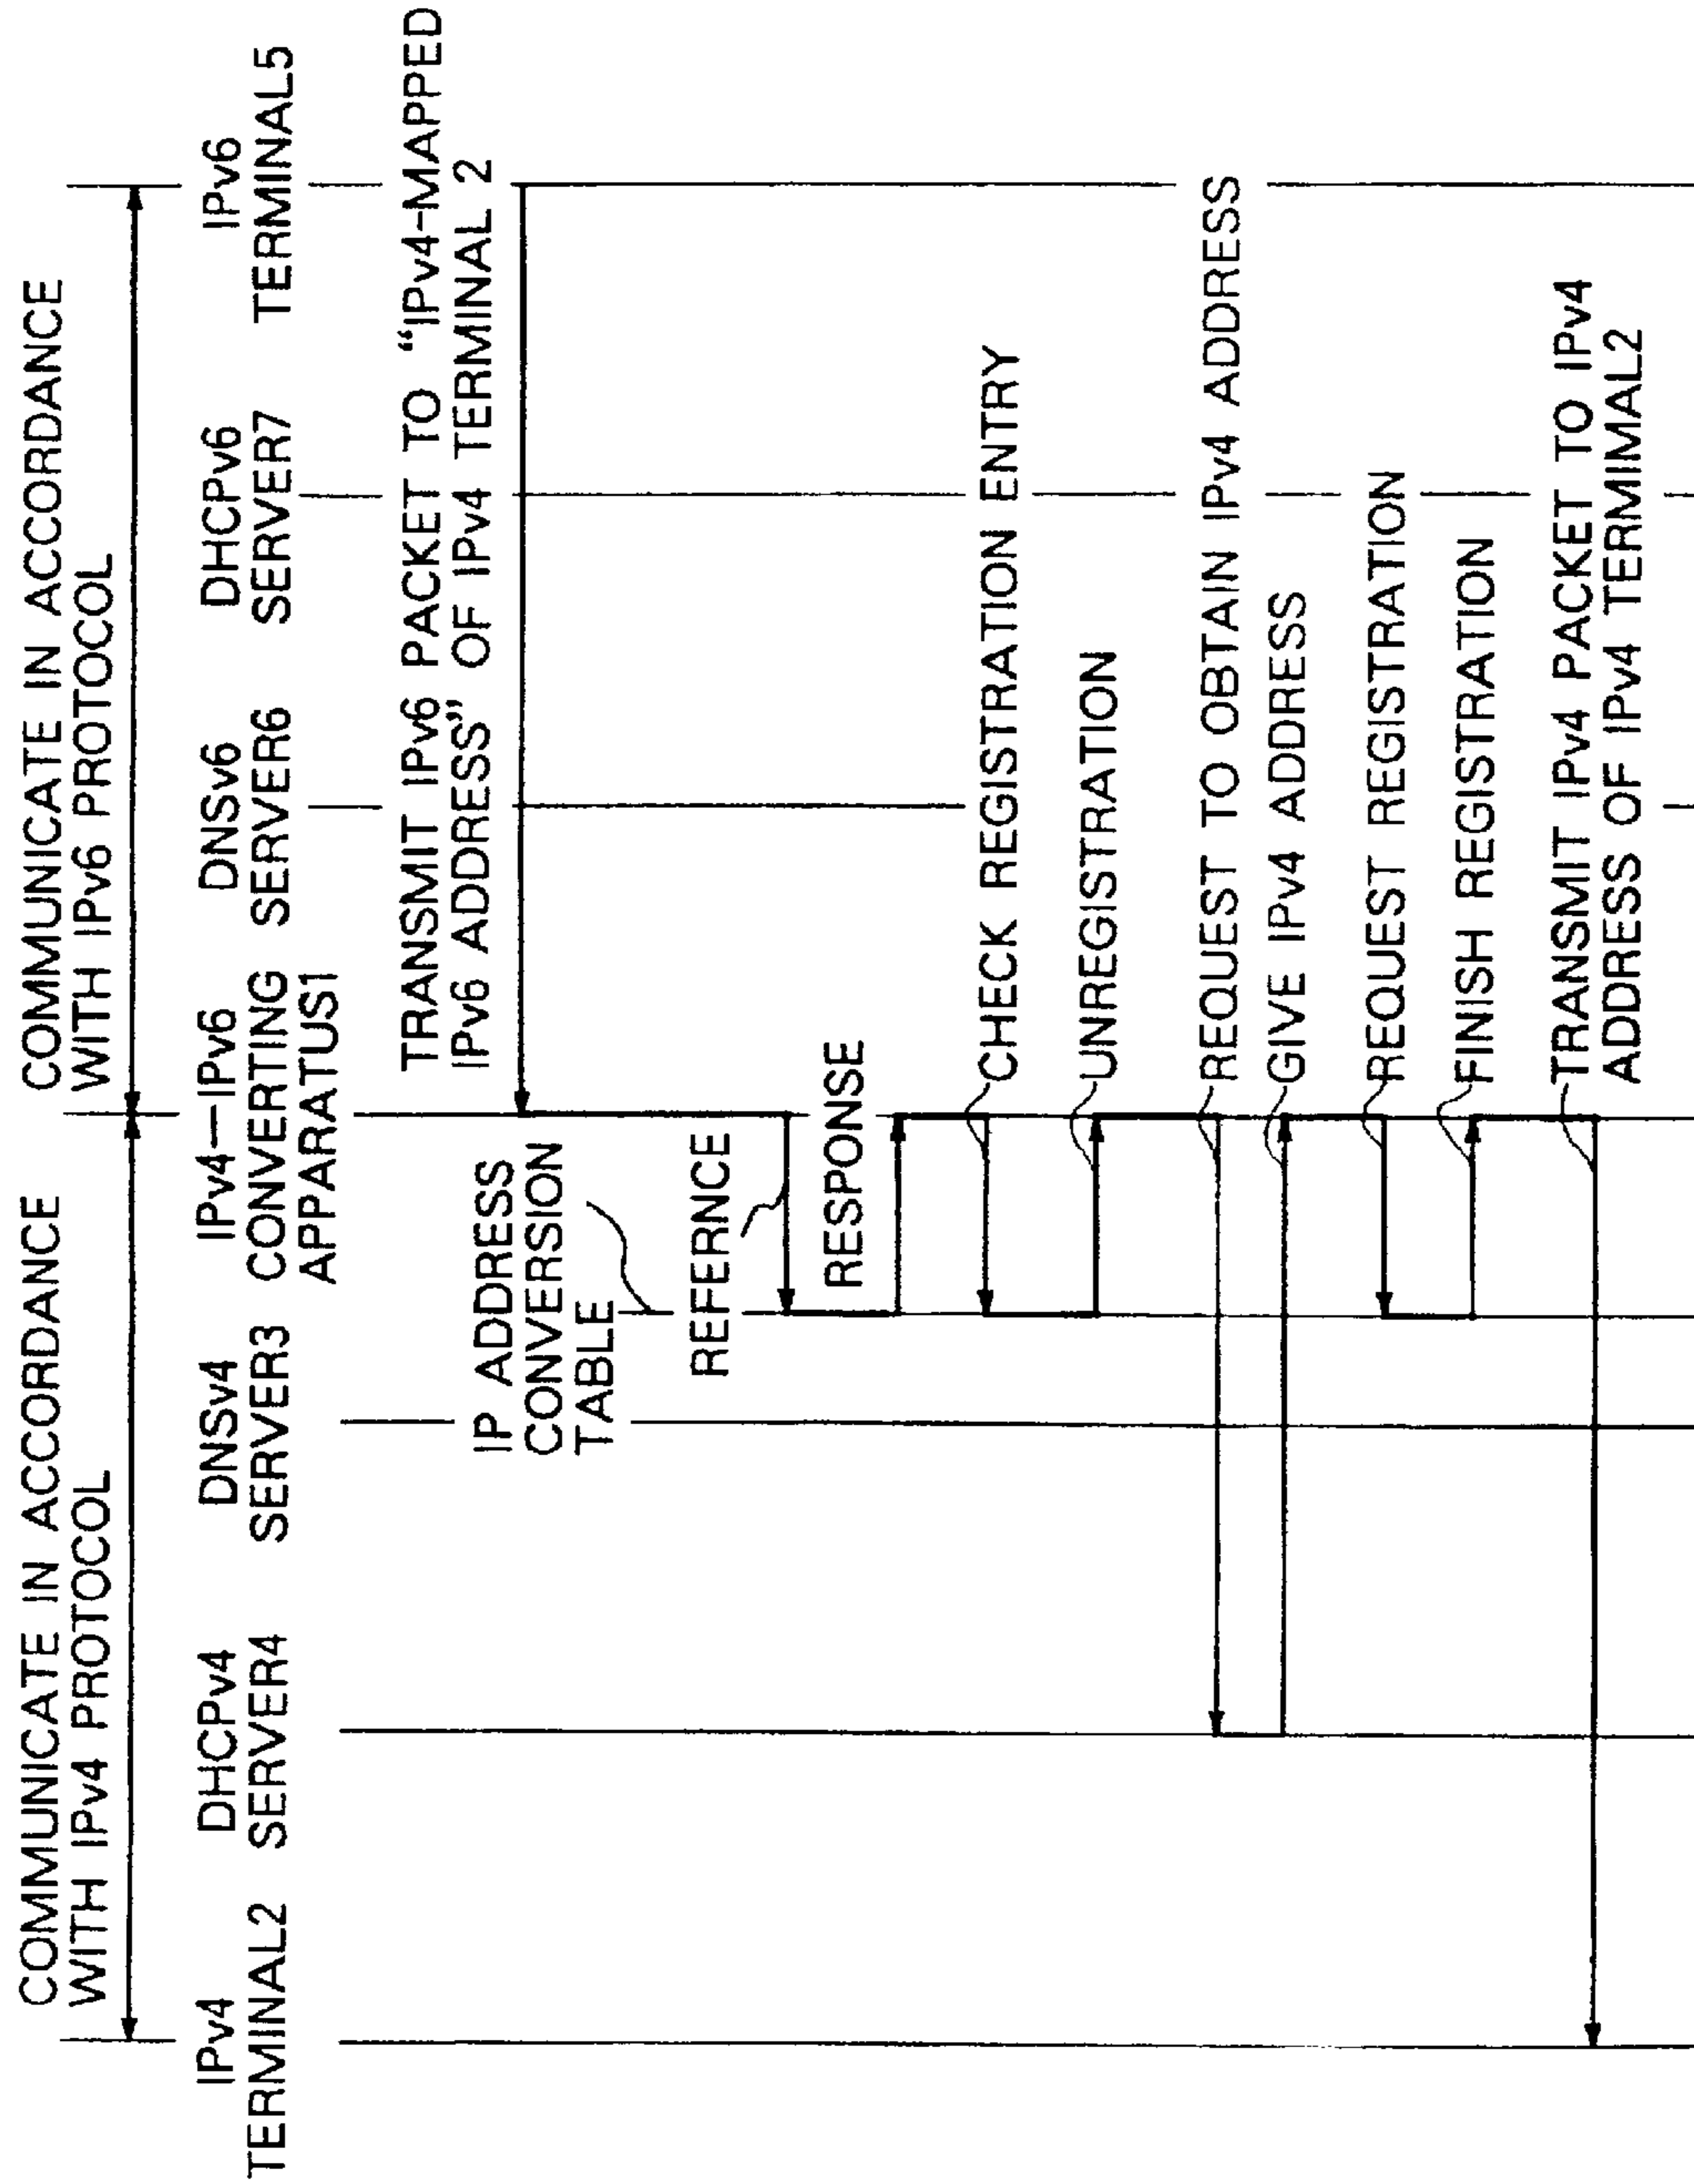 COMMUNICATE IN ACCORDANCE
WITH IPv4 PROTOCOL
COMMUNICATE IN ACCORDANCE
WITH IPv6 PROTOCOL
IPv4
TERMINAL2
DHCPv4
SERVER4
DNSv4
SERVER3
IPv4—IPv6
CONVERTING
APPARATUS1
DNSv6
SERVER6
DHCPv6
SERVER7
IPv6
TERMINAL5
TRANSMIT IPv6 PACKET TO "IPv4-MAPPED
IPv6 ADDRESS" OF IPv4 TERMINAL 2
IP ADDRESS
CONVERSION
TABLE
REFERNCE
RESPONSE
CHECK REGISTRATION ENTRY
UNREGISTRATION
REQUEST TO OBTAIN IPv4 ADDRESS
GIVE IPv4 ADDRESS
REQUEST REGISTRATION
FINISH REGISTRATION
TRANSMIT IPv4 PACKET TO IPv4
ADDRESS OF IPv4 TERMIMAL2